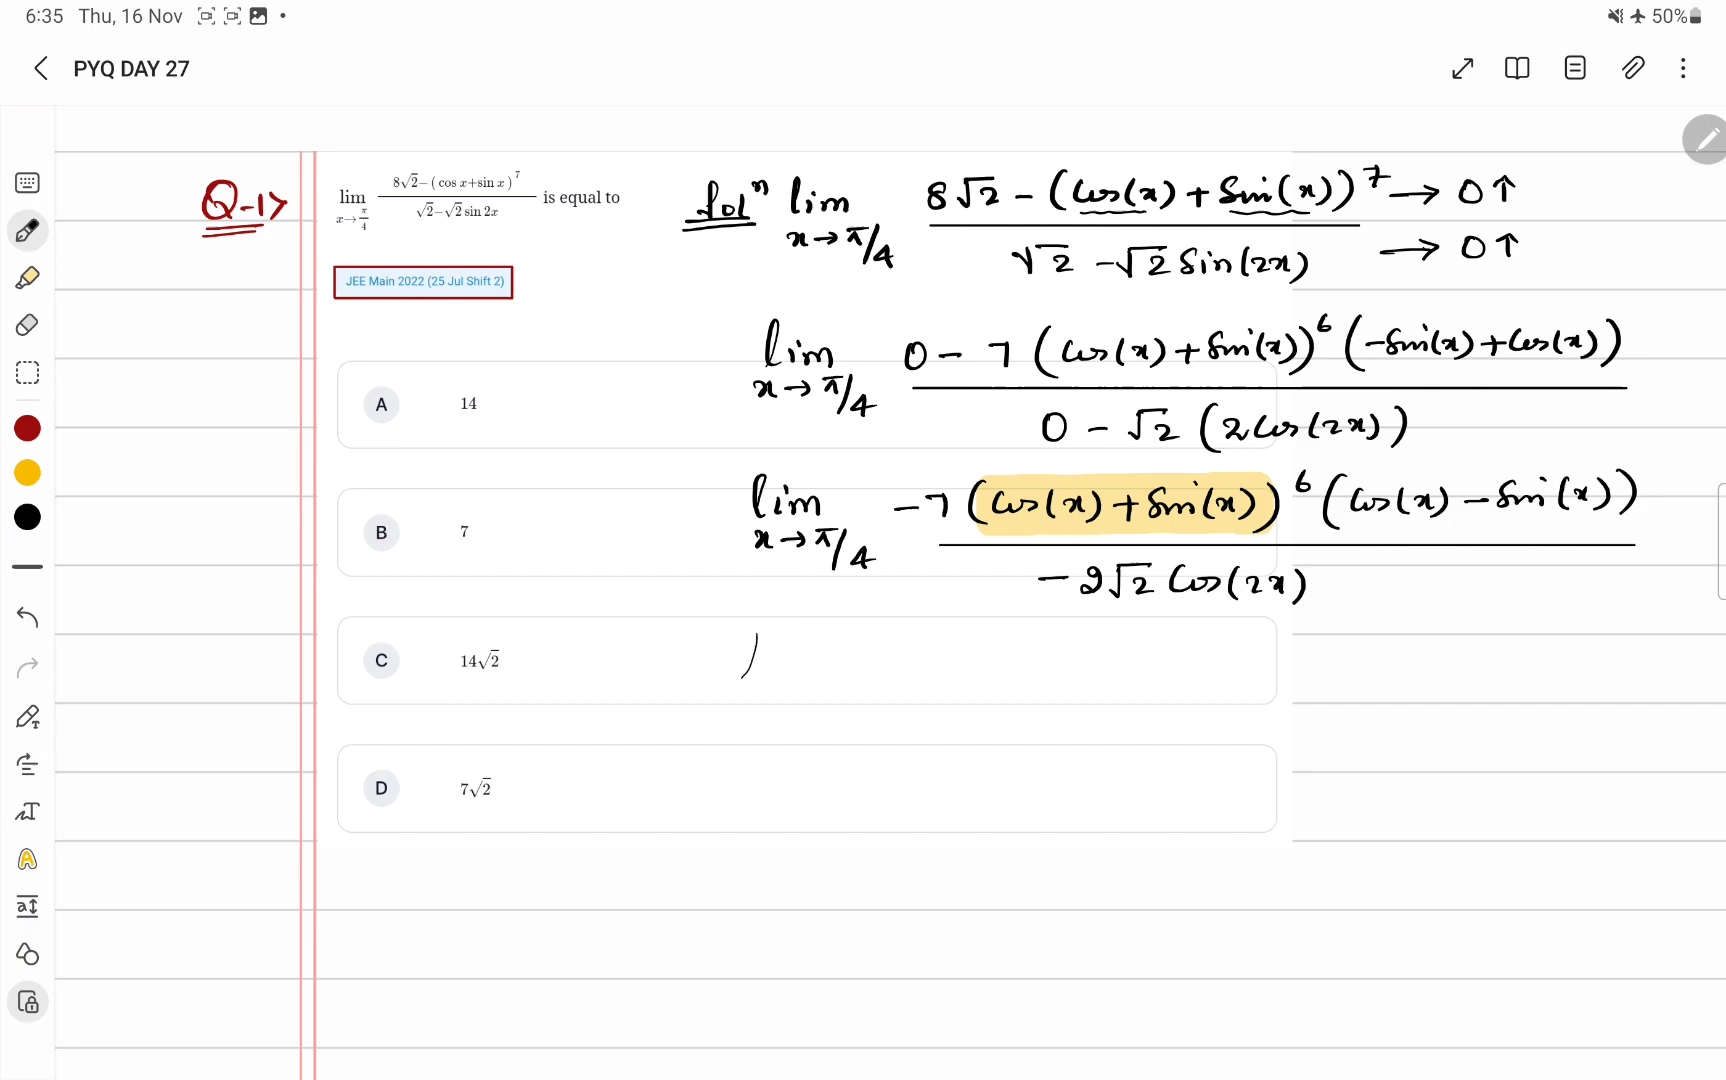 6:35 Thu, 16 Nov
50%
PYQ DAY 27
Q-1>
lim x→π/4 (8√2−(cos x+sin x)^7)/(√2−√2 sin 2x) is equal to
JEE Main 2022 (25 Jul Shift 2)
A 14
B 7
C 14√2
D 7√2
Solⁿ lim x→π/4 (8√2 - (Cos(x) + Sin(x))^7)/(√2 - √2 Sin(2x)) → 0↑ → 0↑
lim x→π/4 (0 - 7 (Cos(x) + Sin(x))^6 (-Sin(x) + Cos(x)))/(0 - √2 (2Cos(2x)))
lim x→π/4 (-7 (Cos(x) + Sin(x))^6 (Cos(x) - Sin(x)))/(-2√2 Cos(2x))